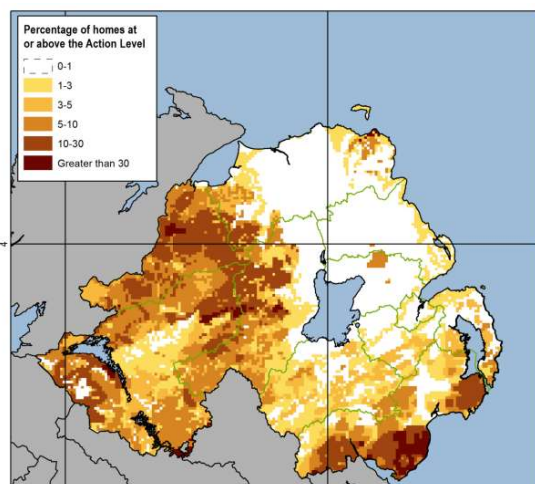 Percentage of homes at
or above the Action Level
0-1
1-3
3-5
5-10
10-30
Greater than 30
4